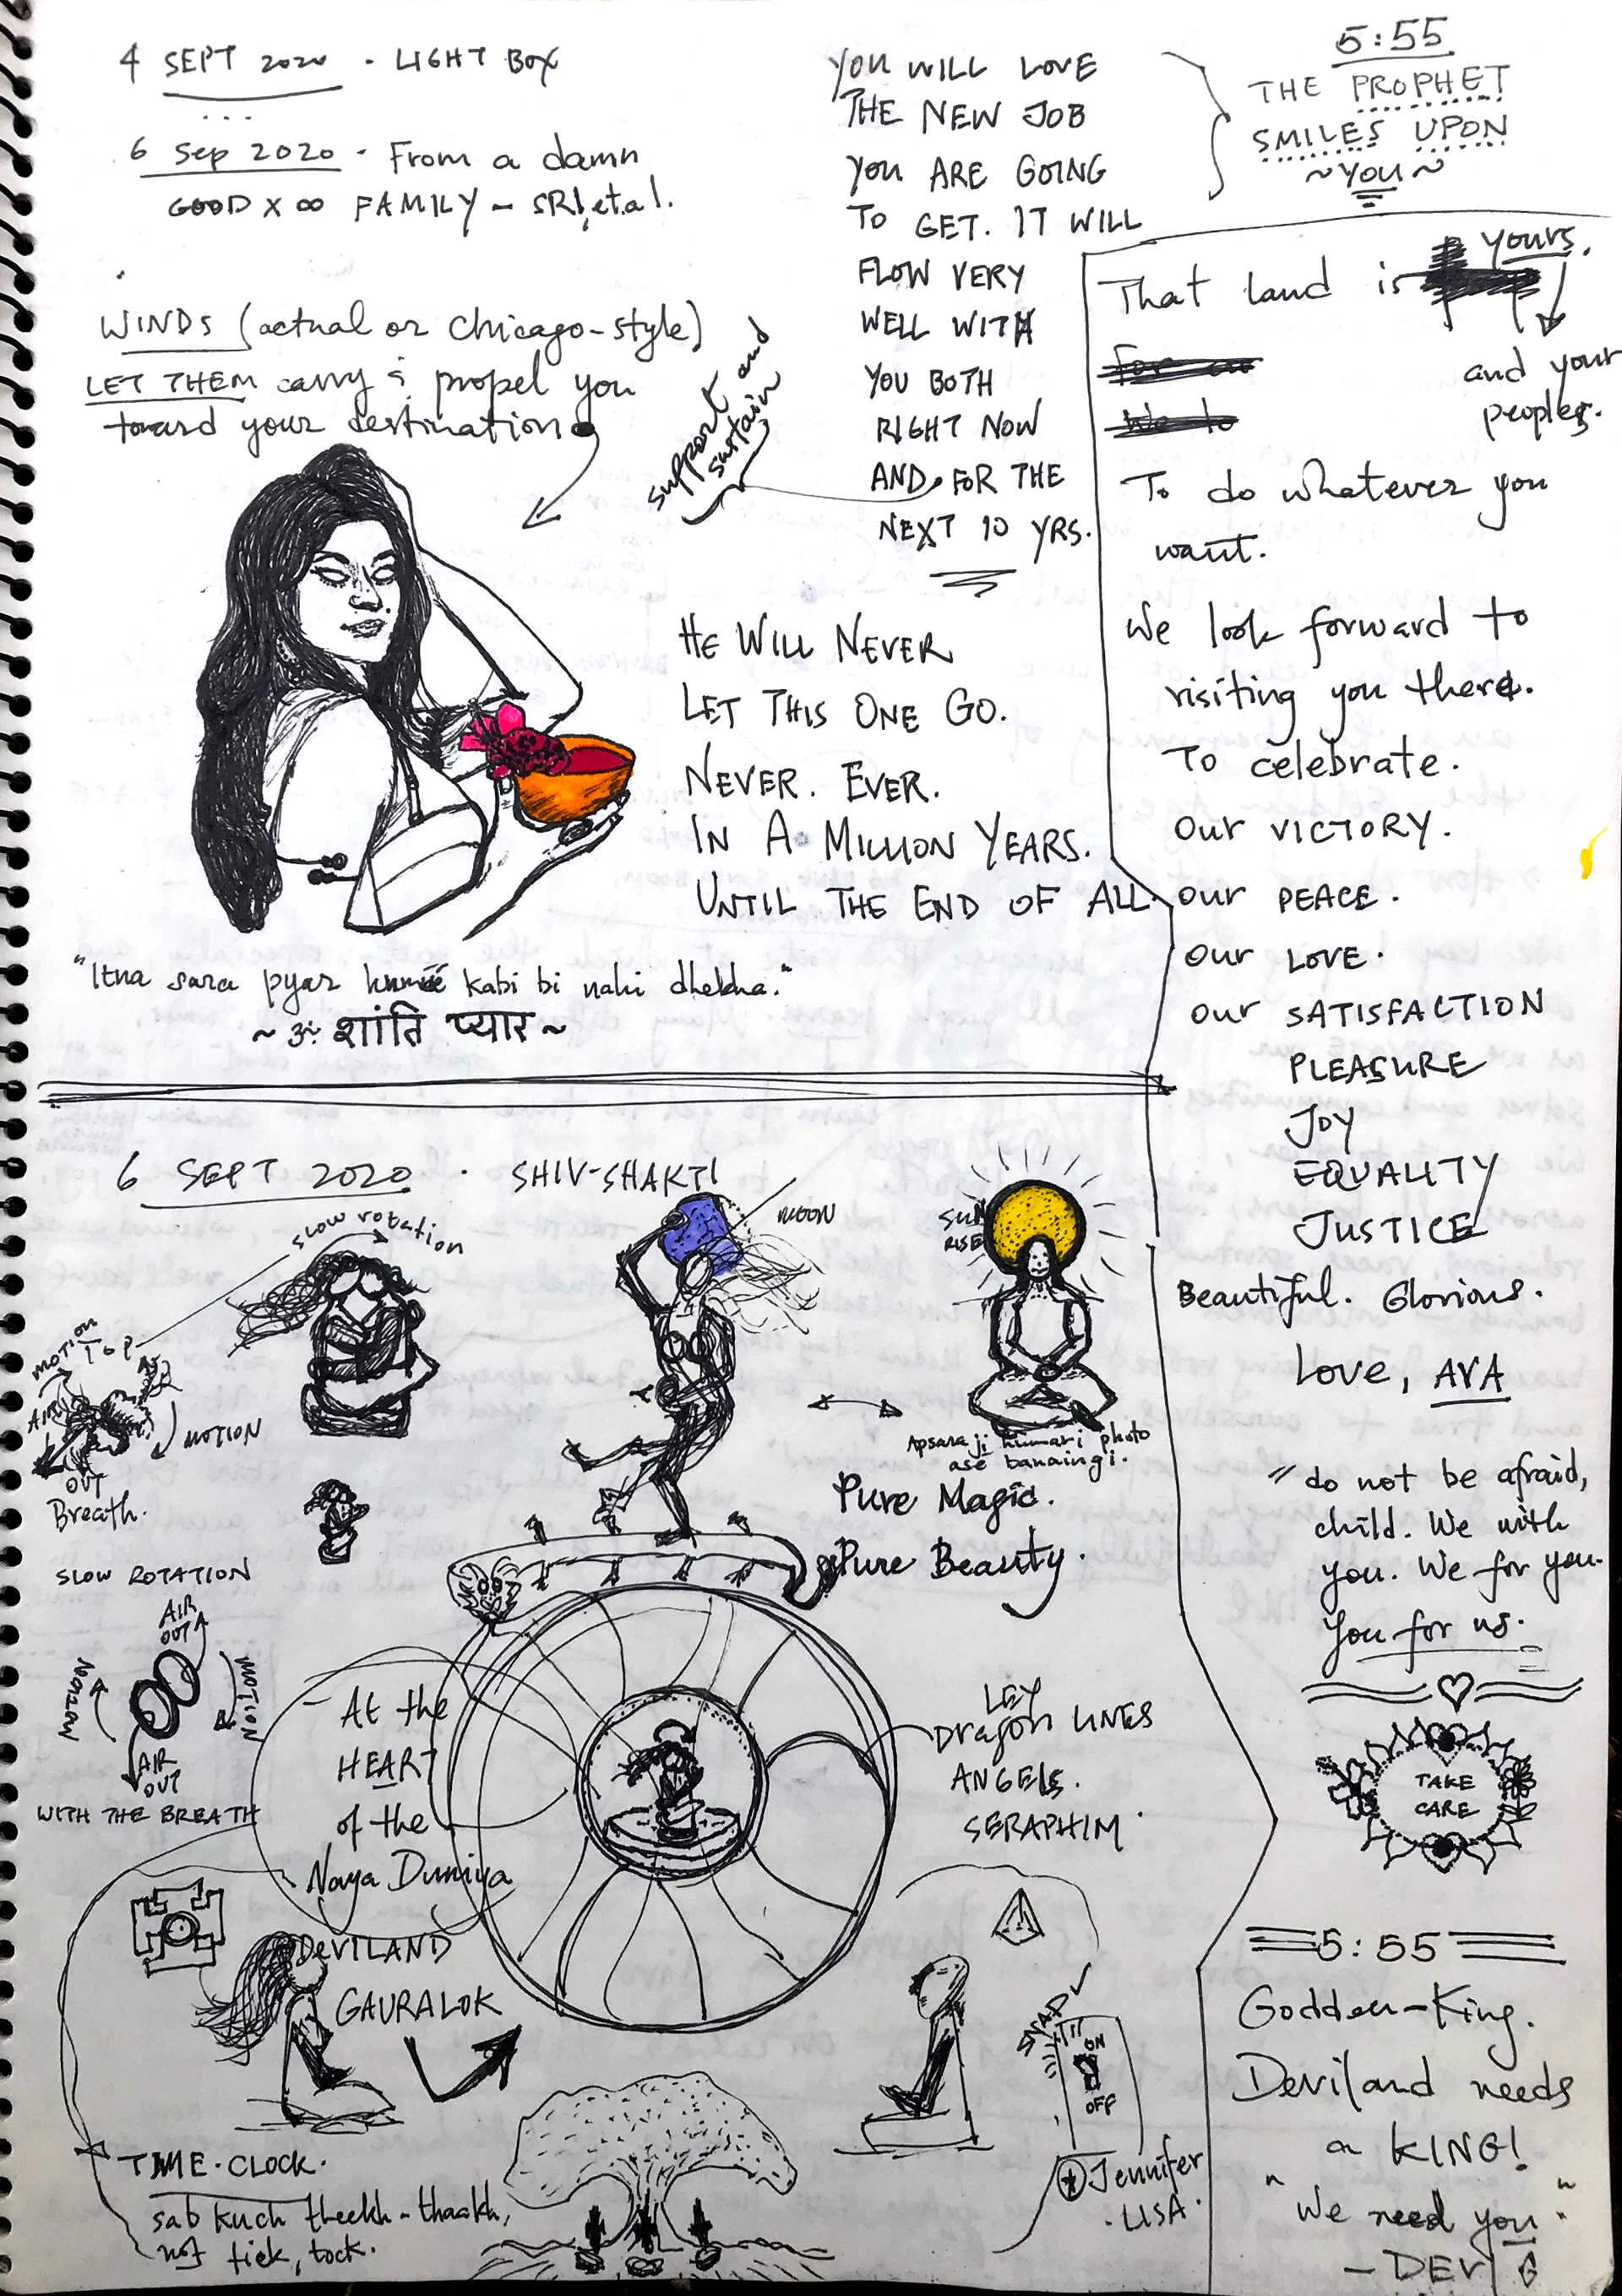 4 SEPT 2020 . LIGHT BOX
...
6 Sep 2020 . From a damn
GOOD X ∞ FAMILY - SRI et.al.
WINDS (actual or Chicago-style)
LET THEM carry & propel you
toward your destination
support and
sustain
YOU WILL LOVE
THE NEW JOB
YOU ARE GOING
TO GET. IT WILL
FLOW VERY
WELL WITH
YOU BOTH
RIGHT NOW
AND FOR THE
NEXT 10 YRS.
5:55
THE PROPHET
SMILES UPON
~YOU~
HE WILL NEVER
LET THIS ONE GO.
NEVER. EVER.
IN A MILLION YEARS.
UNTIL THE END OF ALL.
"Itna sara pyar kabi bi nahi dhekha."
~ ॐ शांति प्यार ~
That land is yours.
and your
peoples.
To do whatever you
want.
We look forward to
visiting you there.
To celebrate.
Our VICTORY.
Our PEACE.
Our LOVE.
Our SATISFACTION
PLEASURE
JOY
EQUALITY
JUSTICE
Beautiful. Glorious.
Love, AVA
"do not be afraid,
child. We with
you. We for you.
You for us.
TAKE
CARE
5:55
Godden-King.
Deviland needs
a KING!
"We need you."
- DEVI G
6 SEPT 2020 . SHIV-SHAKTI
slow rotation
MOON
SUN
RISE
MOTION
Top
AIR
MOTION
OUT
Breath.
Apsara ji kumari photo
ase banaingi.
Pure Magic.
Pure Beauty.
SLOW ROTATION
AIR
OUT
MOTION
MOTION
AIR
OUT
WITH THE BREATH
- At the
HEART
of the
Naya Duniya
LEY
Dragon LINES
ANGELS.
SERAPHIM.
DEVILAND
GAURALOK
SNAP
ON
OFF
TIME.CLOCK.
sab kuch theekh-thaakh,
not tick, tock.
Jennifer
. LISA.